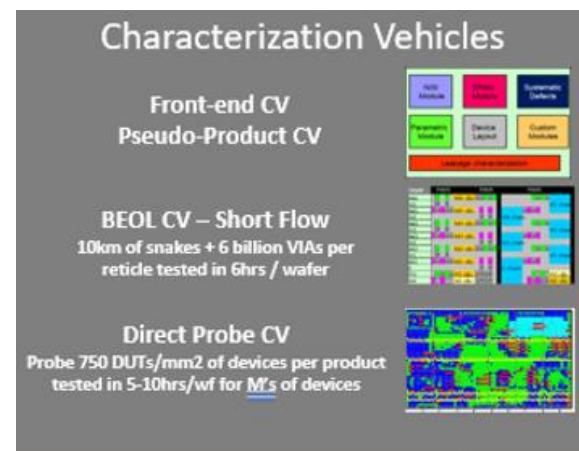 Characterization Vehicles
Front-end CV
Pseudo-Product CV
Systematic
Defects
Parametric
Module
Device
Layout
Custom
Modules
Leakage characterization
BEOL CV – Short Flow
10km of snakes + 6 billion VIAs per
reticle tested in 6hrs / wafer
Direct Probe CV
Probe 750 DUTs/mm2 of devices per product
tested in 5-10hrs/wf for M's of devices